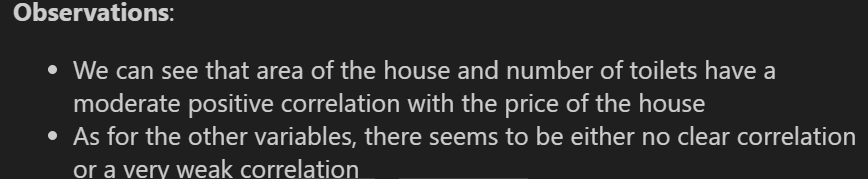 Observations:
• We can see that area of the house and number of toilets have a
moderate positive correlation with the price of the house
• As for the other variables, there seems to be either no clear correlation
or a very weak correlation